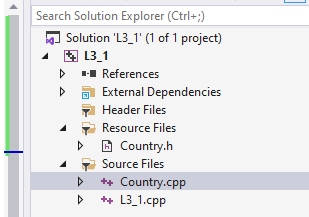 Search Solution Explorer (Ctrl+;)
Solution 'L3_1' (1 of 1 project)
L3_1
References
External Dependencies
Header Files
Resource Files
Country.h
Source Files
Country.cpp
L3_1.cpp